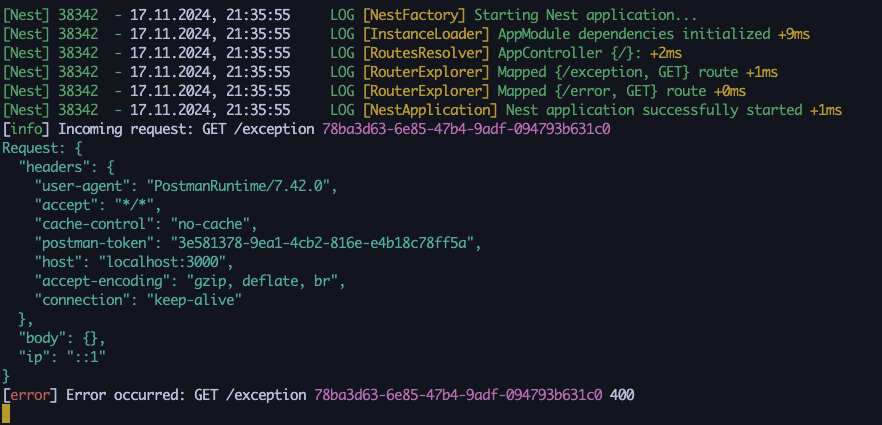 [Nest] 38342  - 17.11.2024, 21:35:55     LOG [NestFactory] Starting Nest application...
[Nest] 38342  - 17.11.2024, 21:35:55     LOG [InstanceLoader] AppModule dependencies initialized +9ms
[Nest] 38342  - 17.11.2024, 21:35:55     LOG [RoutesResolver] AppController {/}: +2ms
[Nest] 38342  - 17.11.2024, 21:35:55     LOG [RouterExplorer] Mapped {/exception, GET} route +1ms
[Nest] 38342  - 17.11.2024, 21:35:55     LOG [RouterExplorer] Mapped {/error, GET} route +0ms
[Nest] 38342  - 17.11.2024, 21:35:55     LOG [NestApplication] Nest application successfully started +1ms
[info] Incoming request: GET /exception 78ba3d63-6e85-47b4-9adf-094793b631c0
Request: {
  "headers": {
    "user-agent": "PostmanRuntime/7.42.0",
    "accept": "*/*",
    "cache-control": "no-cache",
    "postman-token": "3e581378-9ea1-4cb2-816e-e4b18c78ff5a",
    "host": "localhost:3000",
    "accept-encoding": "gzip, deflate, br",
    "connection": "keep-alive"
  },
  "body": {},
  "ip": "::1"
}
[error] Error occurred: GET /exception 78ba3d63-6e85-47b4-9adf-094793b631c0 400